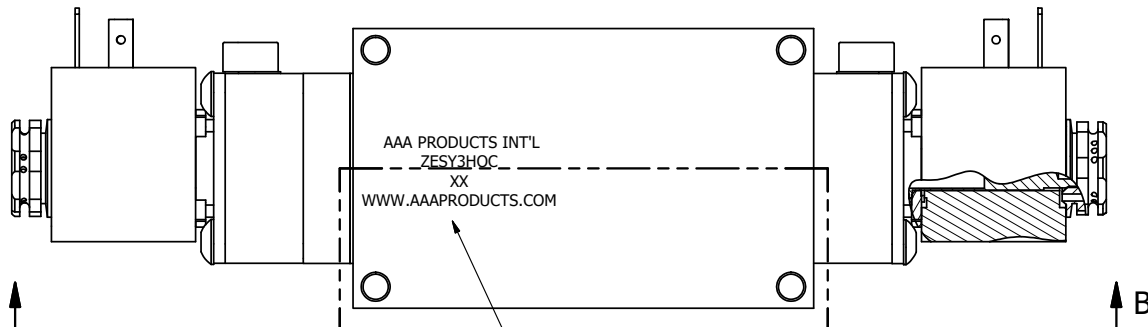 AAA PRODUCTS INT'L
ZESY3HOC
XX
WWW.AAAPRODUCTS.COM
B